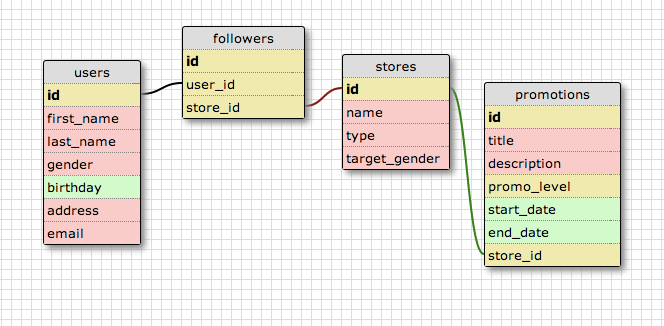 users
id
first_name
last_name
gender
birthday
address
email
followers
id
user_id
store_id
stores
id
name
type
target_gender
promotions
id
title
description
promo_level
start_date
end_date
store_id